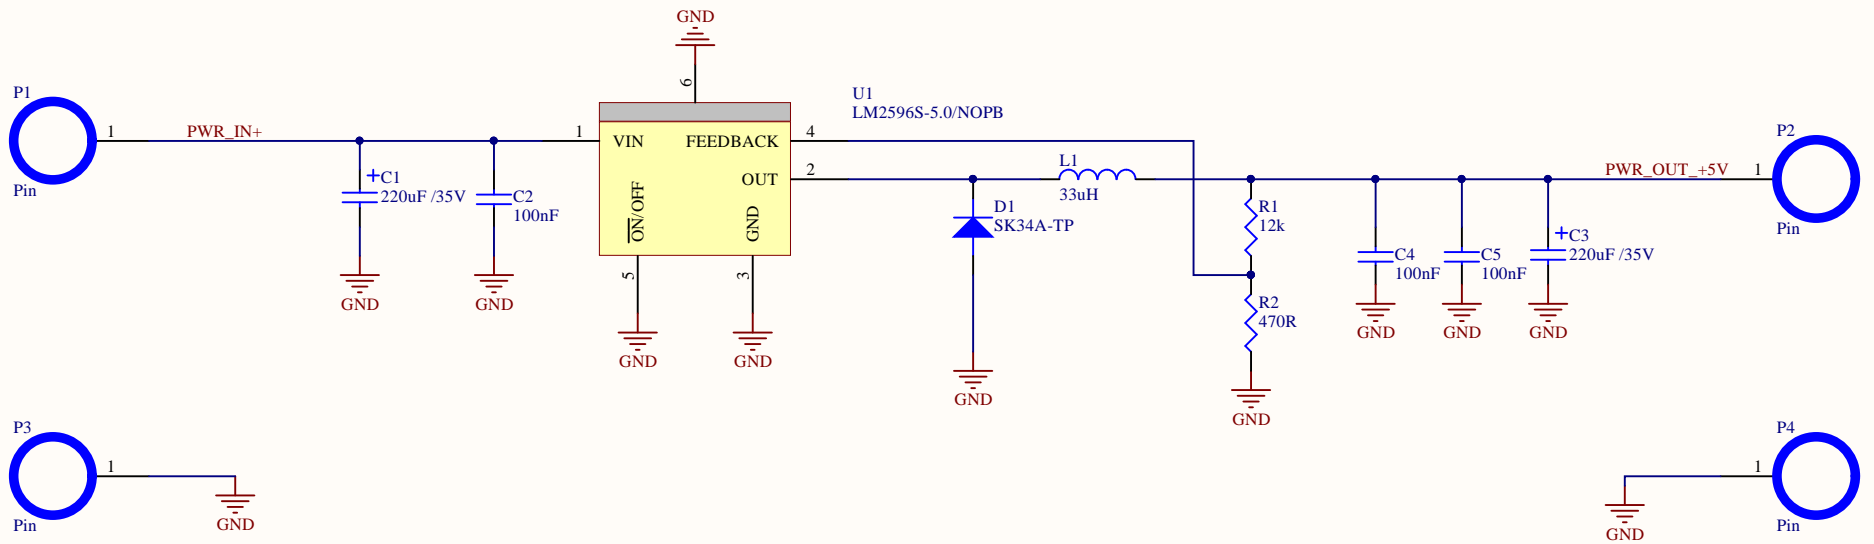 GND
P1
1
Pin
PWR_IN+
C1
220uF /35V
GND
C2
100nF
GND
6
1
VIN
FEEDBACK
4
OUT
2
ON/OFF
GND
5
3
GND
GND
U1
LM2596S-5.0/NOPB
D1
SK34A-TP
GND
L1
33uH
R1
12k
R2
470R
GND
C4
100nF
GND
C5
100nF
GND
C3
220uF /35V
GND
PWR_OUT_+5V
P2
1
Pin
P3
1
Pin
GND
P4
1
Pin
GND